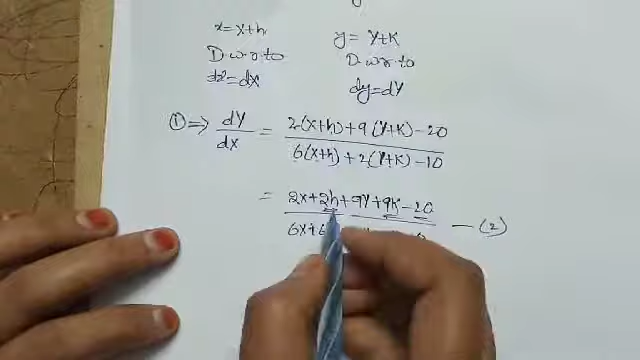 x = X+h
y = Y+K
D.w.r.to
D.w.r.to
dx = dX
dy = dY
① ⇒ dY/dX = 2(X+h)+9(Y+K)-20 / 6(X+h)+2(Y+K)-10
= 2X+2h+9Y+9K-20 / 6X+6 — (2)